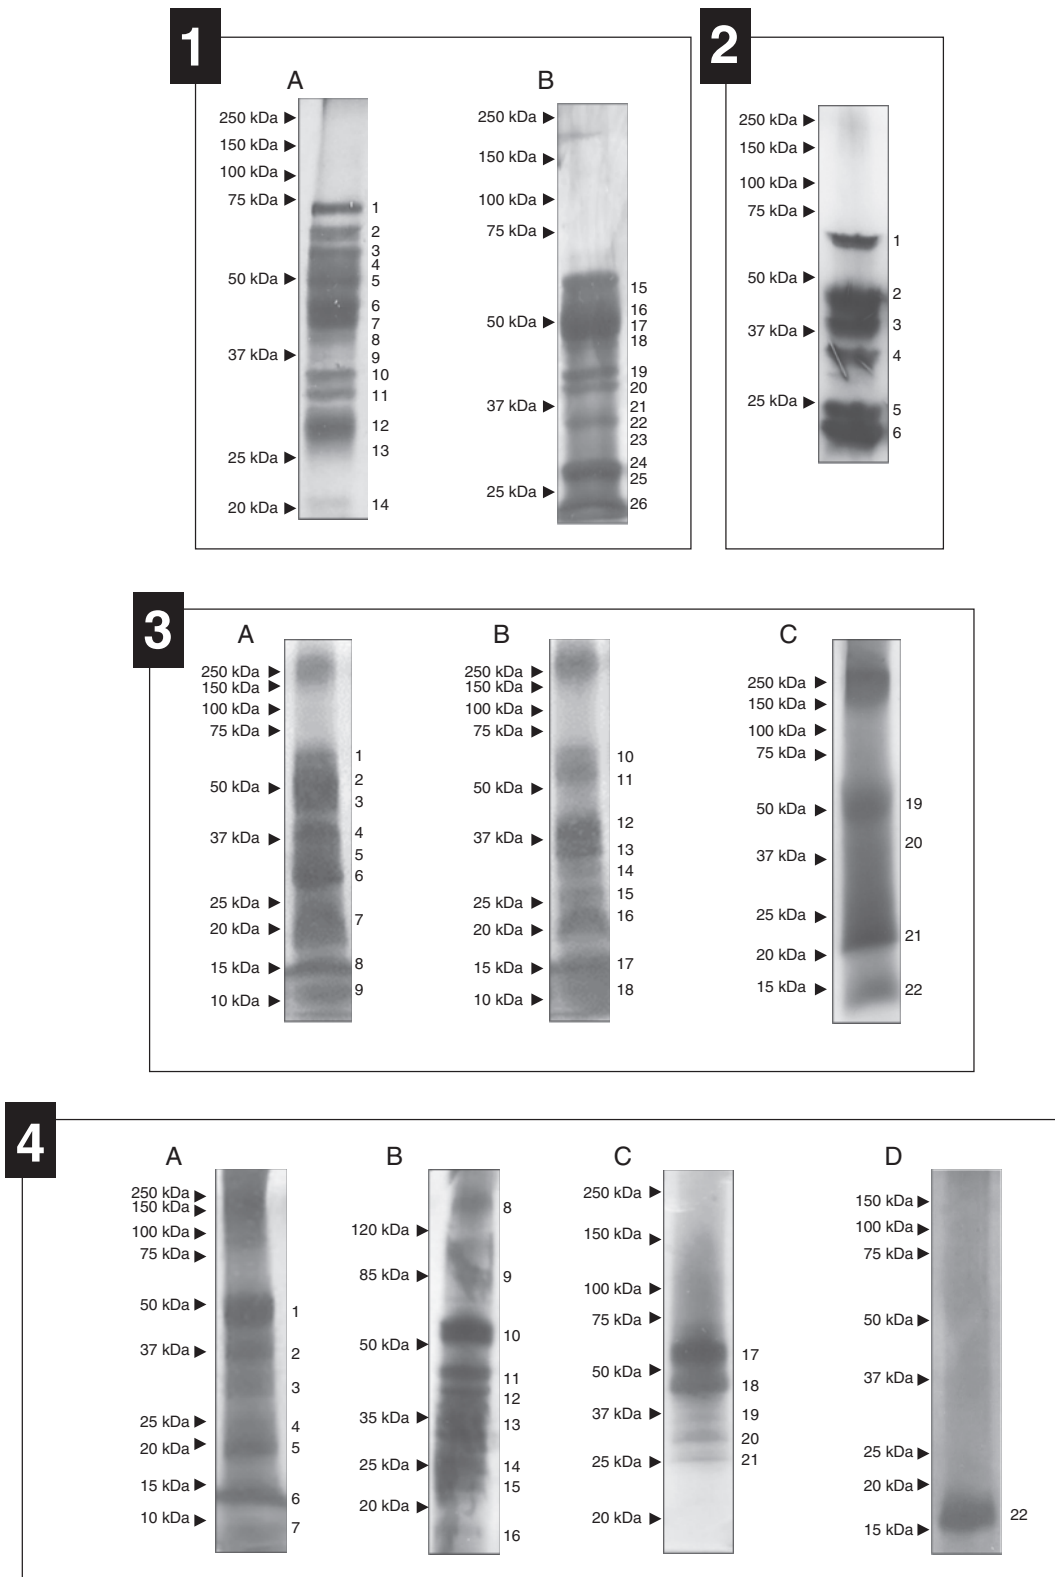 1
A
250 kDa
150 kDa
100 kDa
75 kDa
50 kDa
37 kDa
25 kDa
20 kDa
1
2
3
4
5
6
7
8
9
10
11
12
13
14
B
250 kDa
150 kDa
100 kDa
75 kDa
50 kDa
37 kDa
25 kDa
15
16
17
18
19
20
21
22
23
24
25
26
2
250 kDa
150 kDa
100 kDa
75 kDa
50 kDa
37 kDa
25 kDa
1
2
3
4
5
6
3
A
250 kDa
150 kDa
100 kDa
75 kDa
50 kDa
37 kDa
25 kDa
20 kDa
15 kDa
10 kDa
1
2
3
4
5
6
7
8
9
B
250 kDa
150 kDa
100 kDa
75 kDa
50 kDa
37 kDa
25 kDa
20 kDa
15 kDa
10 kDa
10
11
12
13
14
15
16
17
18
C
250 kDa
150 kDa
100 kDa
75 kDa
50 kDa
37 kDa
25 kDa
20 kDa
15 kDa
19
20
21
22
4
A
250 kDa
150 kDa
100 kDa
75 kDa
50 kDa
37 kDa
25 kDa
20 kDa
15 kDa
10 kDa
1
2
3
4
5
6
7
B
120 kDa
85 kDa
50 kDa
35 kDa
25 kDa
20 kDa
8
9
10
11
12
13
14
15
16
C
250 kDa
150 kDa
100 kDa
75 kDa
50 kDa
37 kDa
25 kDa
20 kDa
17
18
19
20
21
D
150 kDa
100 kDa
75 kDa
50 kDa
37 kDa
25 kDa
20 kDa
15 kDa
22